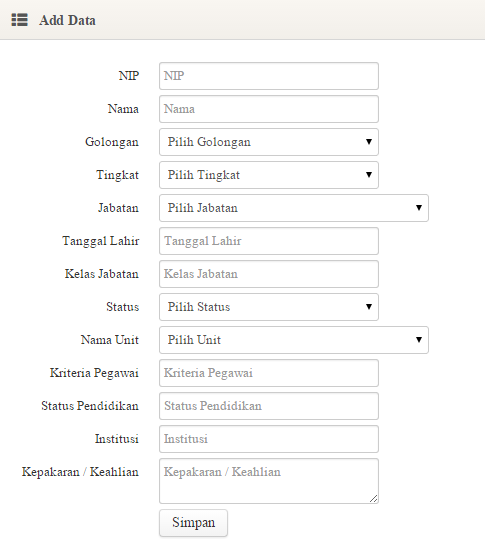 Add Data
NIP NIP
Nama Nama
Golongan Pilih Golongan
Tingkat Pilih Tingkat
Jabatan Pilih Jabatan
Tanggal Lahir Tanggal Lahir
Kelas Jabatan Kelas Jabatan
Status Pilih Status
Nama Unit Pilih Unit
Kriteria Pegawai Kriteria Pegawai
Status Pendidikan Status Pendidikan
Institusi Institusi
Kepakaran / Keahlian Kepakaran / Keahlian
Simpan